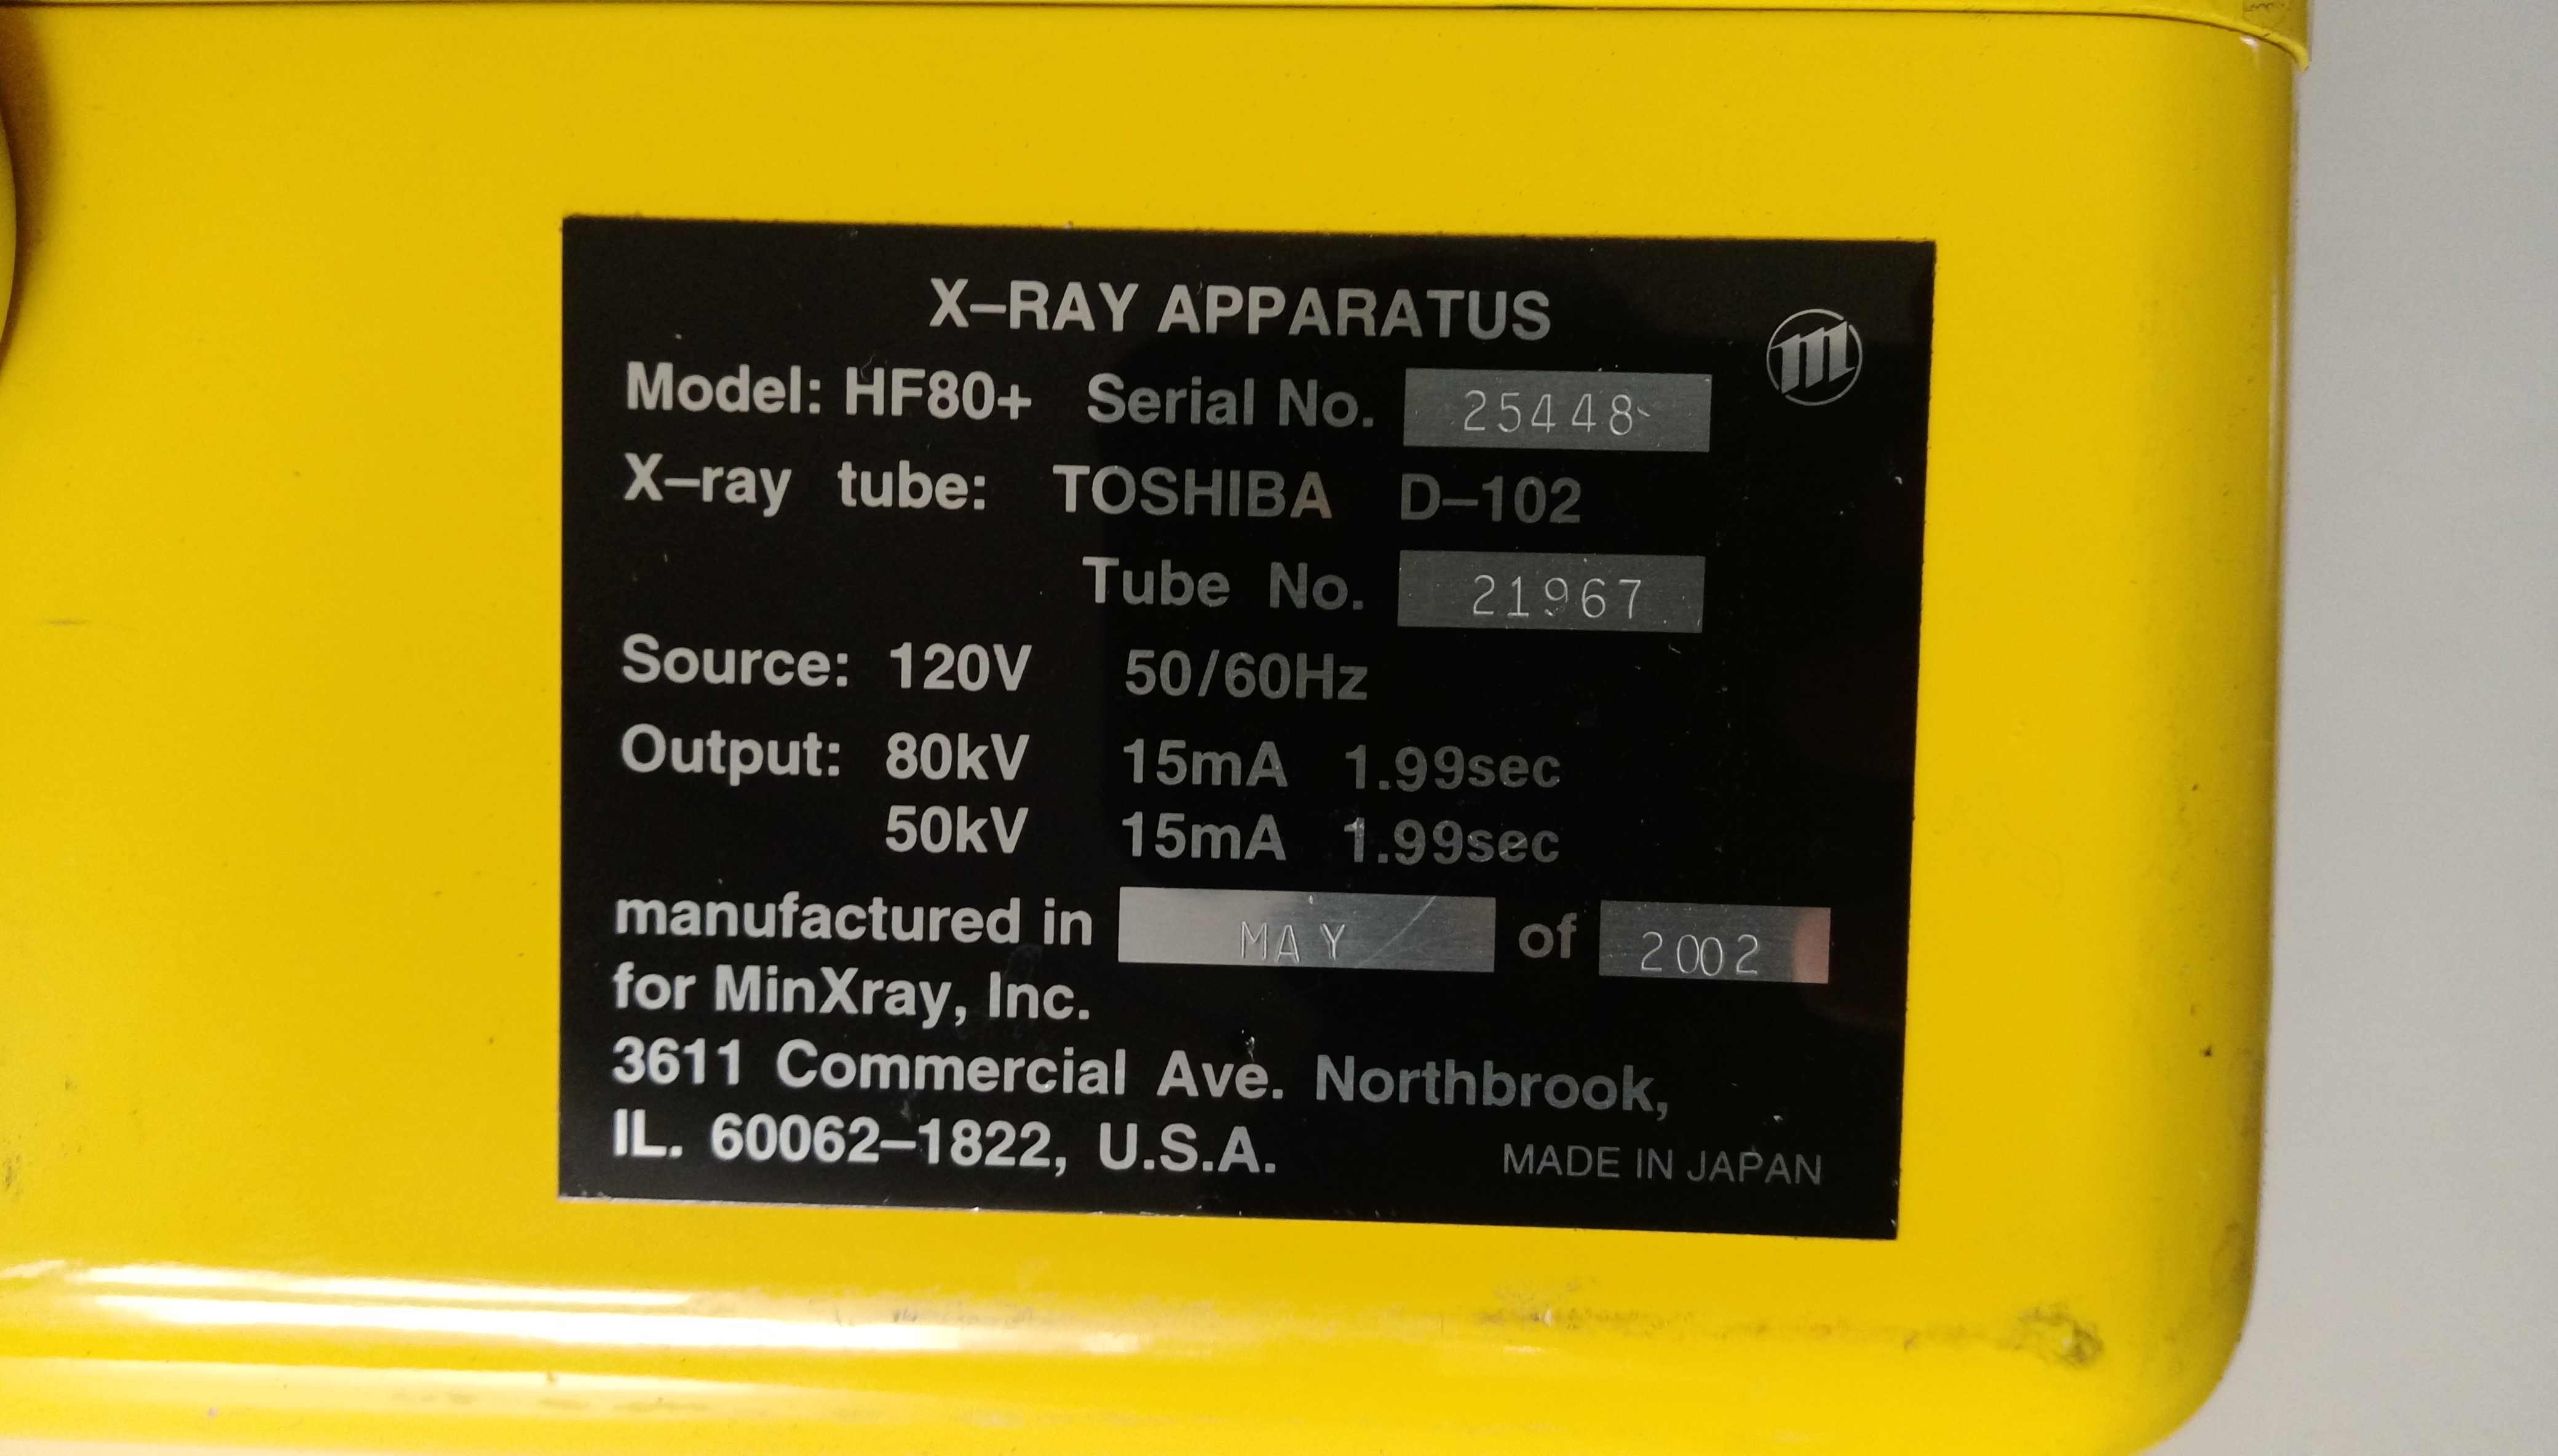 X–RAY APPARATUS
m
Model: HF80+ Serial No. 25448
X–ray tube: TOSHIBA D–102
Tube No. 21967
Source: 120V 50/60Hz
Output: 80kV 15mA 1.99sec
50kV 15mA 1.99sec
manufactured in MAY of 2002
for MinXray, Inc.
3611 Commercial Ave. Northbrook,
IL. 60062–1822, U.S.A.
MADE IN JAPAN